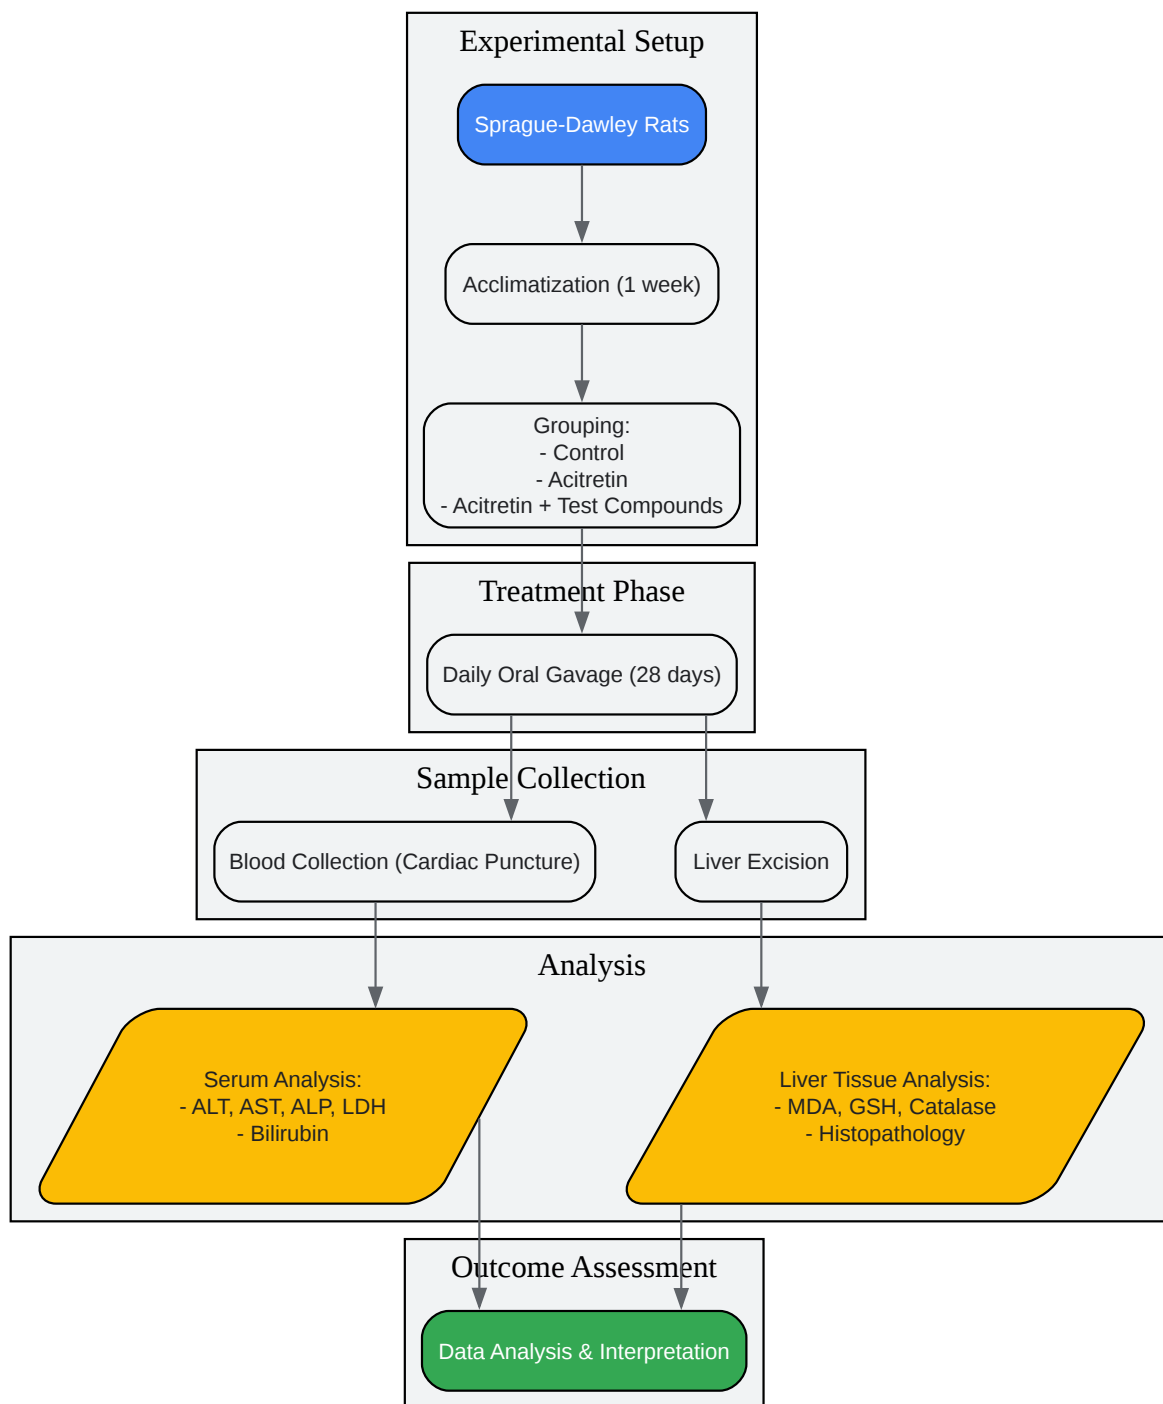 Experimental Setup
Sprague-Dawley Rats
Acclimatization (1 week)
Grouping:
- Control
- Acitretin
- Acitretin + Test Compounds
Treatment Phase
Daily Oral Gavage (28 days)
Sample Collection
Blood Collection (Cardiac Puncture)
Liver Excision
Analysis
Serum Analysis:
- ALT, AST, ALP, LDH
- Bilirubin
Liver Tissue Analysis:
- MDA, GSH, Catalase
- Histopathology
Outcome Assessment
Data Analysis & Interpretation